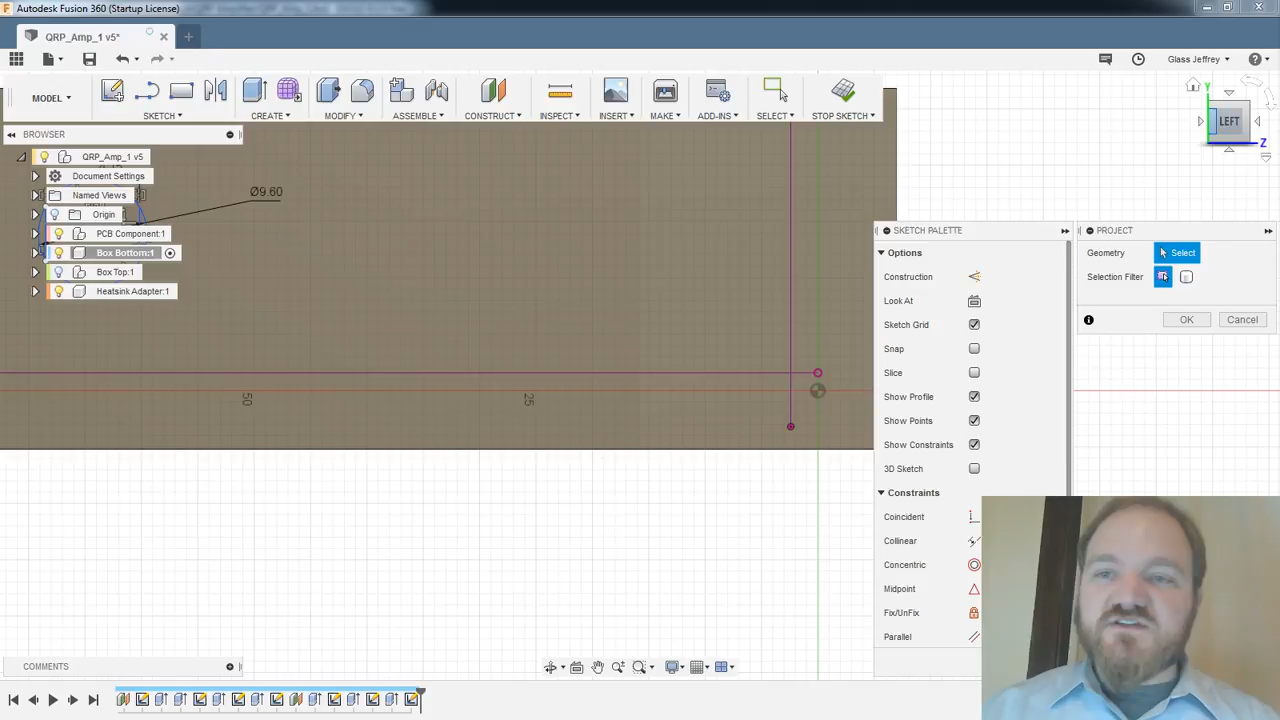 Autodesk Fusion 360 (Startup License)
QRP_Amp_1 v5*
Glass Jeffrey
MODEL
SKETCH
CREATE
MODIFY
ASSEMBLE
CONSTRUCT
INSPECT
INSERT
MAKE
ADD-INS
SELECT
STOP SKETCH
Y
LEFT
Z
BROWSER
QRP_Amp_1 v5
Document Settings
Named Views
Origin
PCB Component:1
Box Bottom:1
Box Top:1
Heatsink Adapter:1
Ø9.60
50
25
SKETCH PALETTE
Options
Construction
Look At
Sketch Grid
Snap
Slice
Show Profile
Show Points
Show Constraints
3D Sketch
Constraints
Coincident
Collinear
Concentric
Midpoint
Fix/UnFix
Parallel
PROJECT
Geometry
Select
Selection Filter
OK
Cancel
COMMENTS